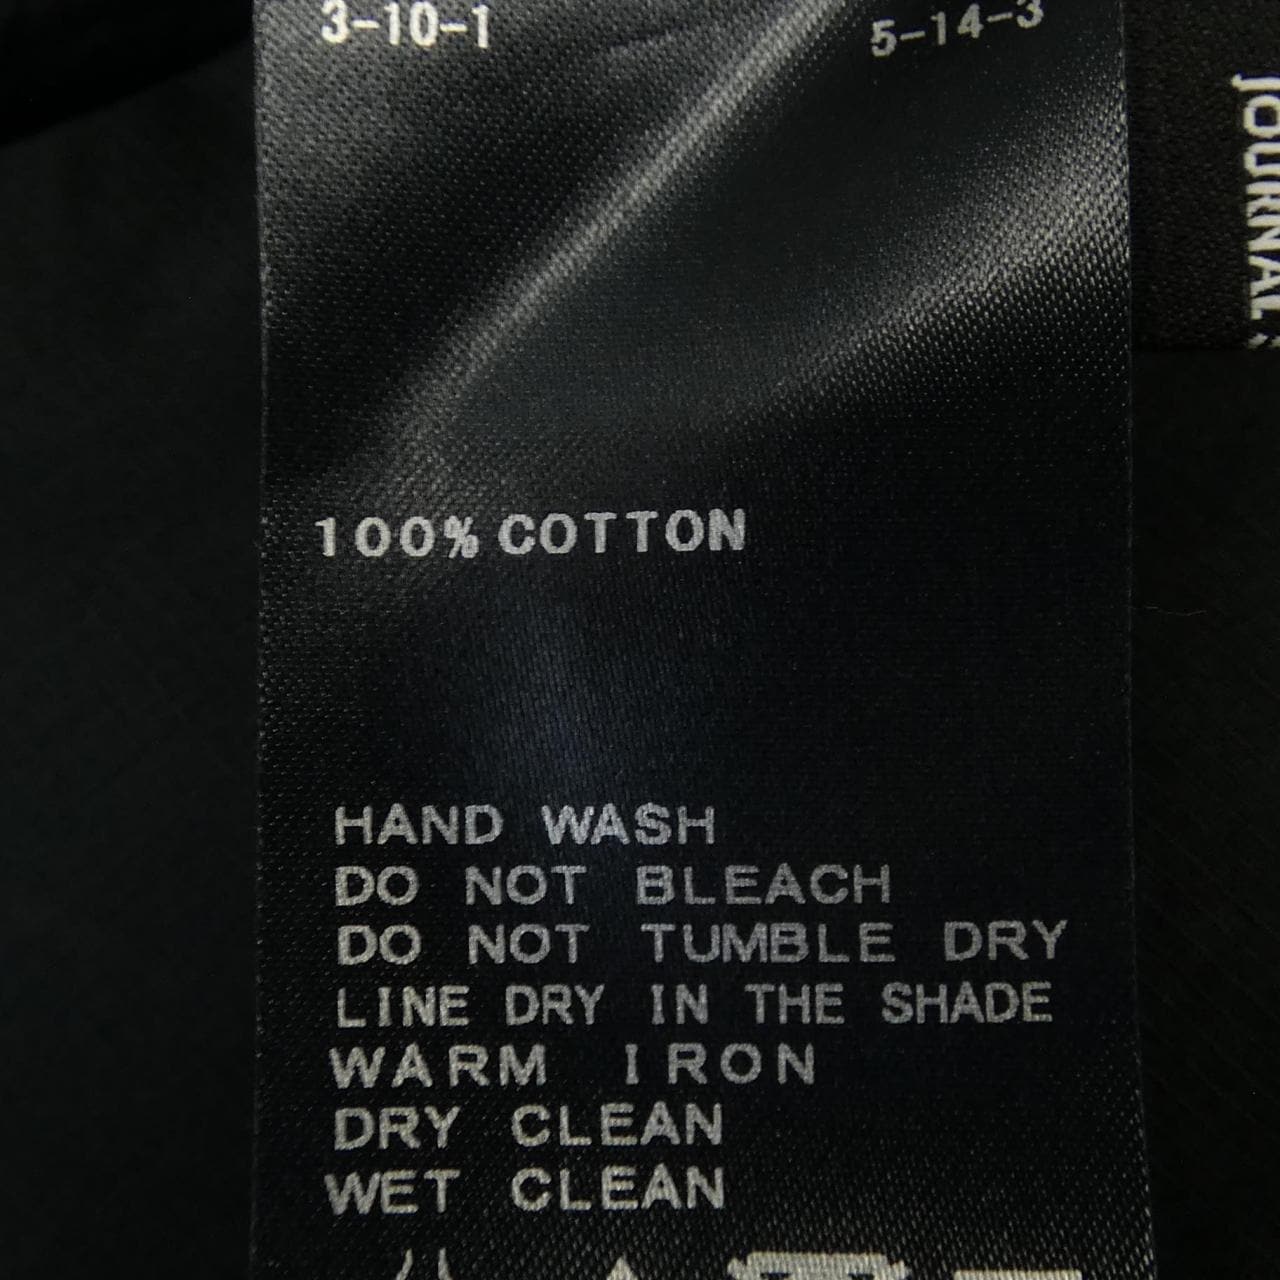 3-10-1 5-14-3
JOURNAL
100% COTTON
HAND WASH
DO NOT BLEACH
DO NOT TUMBLE DRY
LINE DRY IN THE SHADE
WARM IRON
DRY CLEAN
WET CLEAN